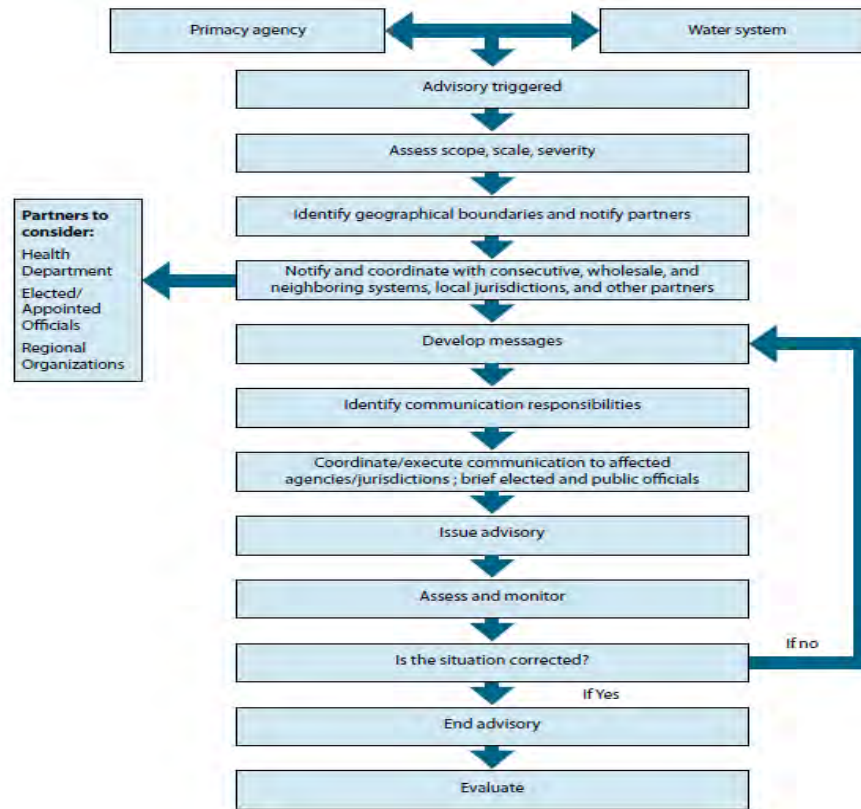 Primacy agency
Water system
Advisory triggered
Assess scope, scale, severity
Identify geographical boundaries and notify partners
Partners to
consider:
Health
Department
Elected/
Appointed
Officials
Regional
Organizations
Notify and coordinate with consecutive, wholesale, and
neighboring systems, local jurisdictions, and other partners
Develop messages
Identify communication responsibilities
Coordinate/execute communication to affected
agencies/jurisdictions ; brief elected and public officials
Issue advisory
Assess and monitor
Is the situation corrected?
If no
If Yes
End advisory
Evaluate